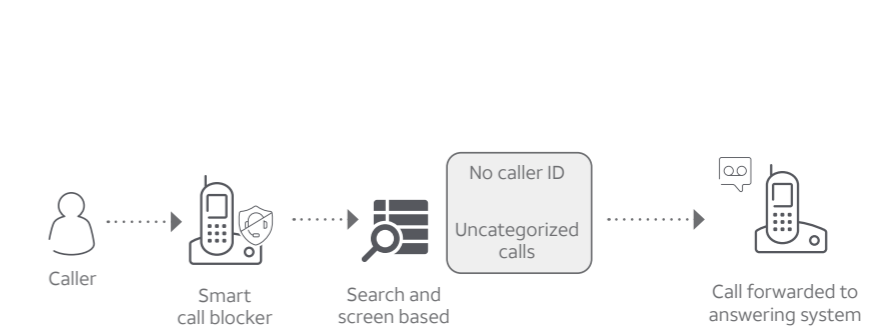 No caller ID
Uncategorized
calls
Caller
Smart
call blocker
Search and
screen based
Call forwarded to
answering system